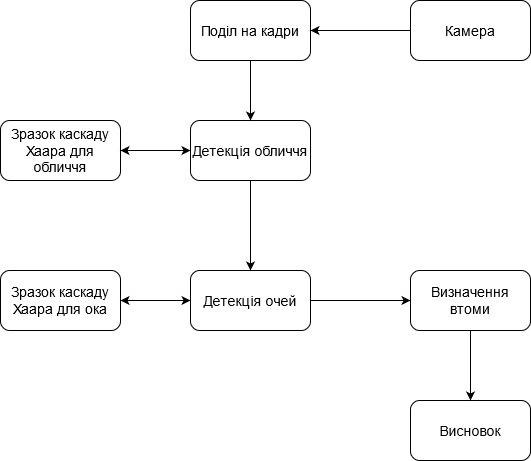 Поділ на кадри
Камера
Зразок каскаду
Хаара для
обличчя
Детекція обличчя
Зразок каскаду
Хаара для ока
Детекція очей
Визначення
втоми
Висновок